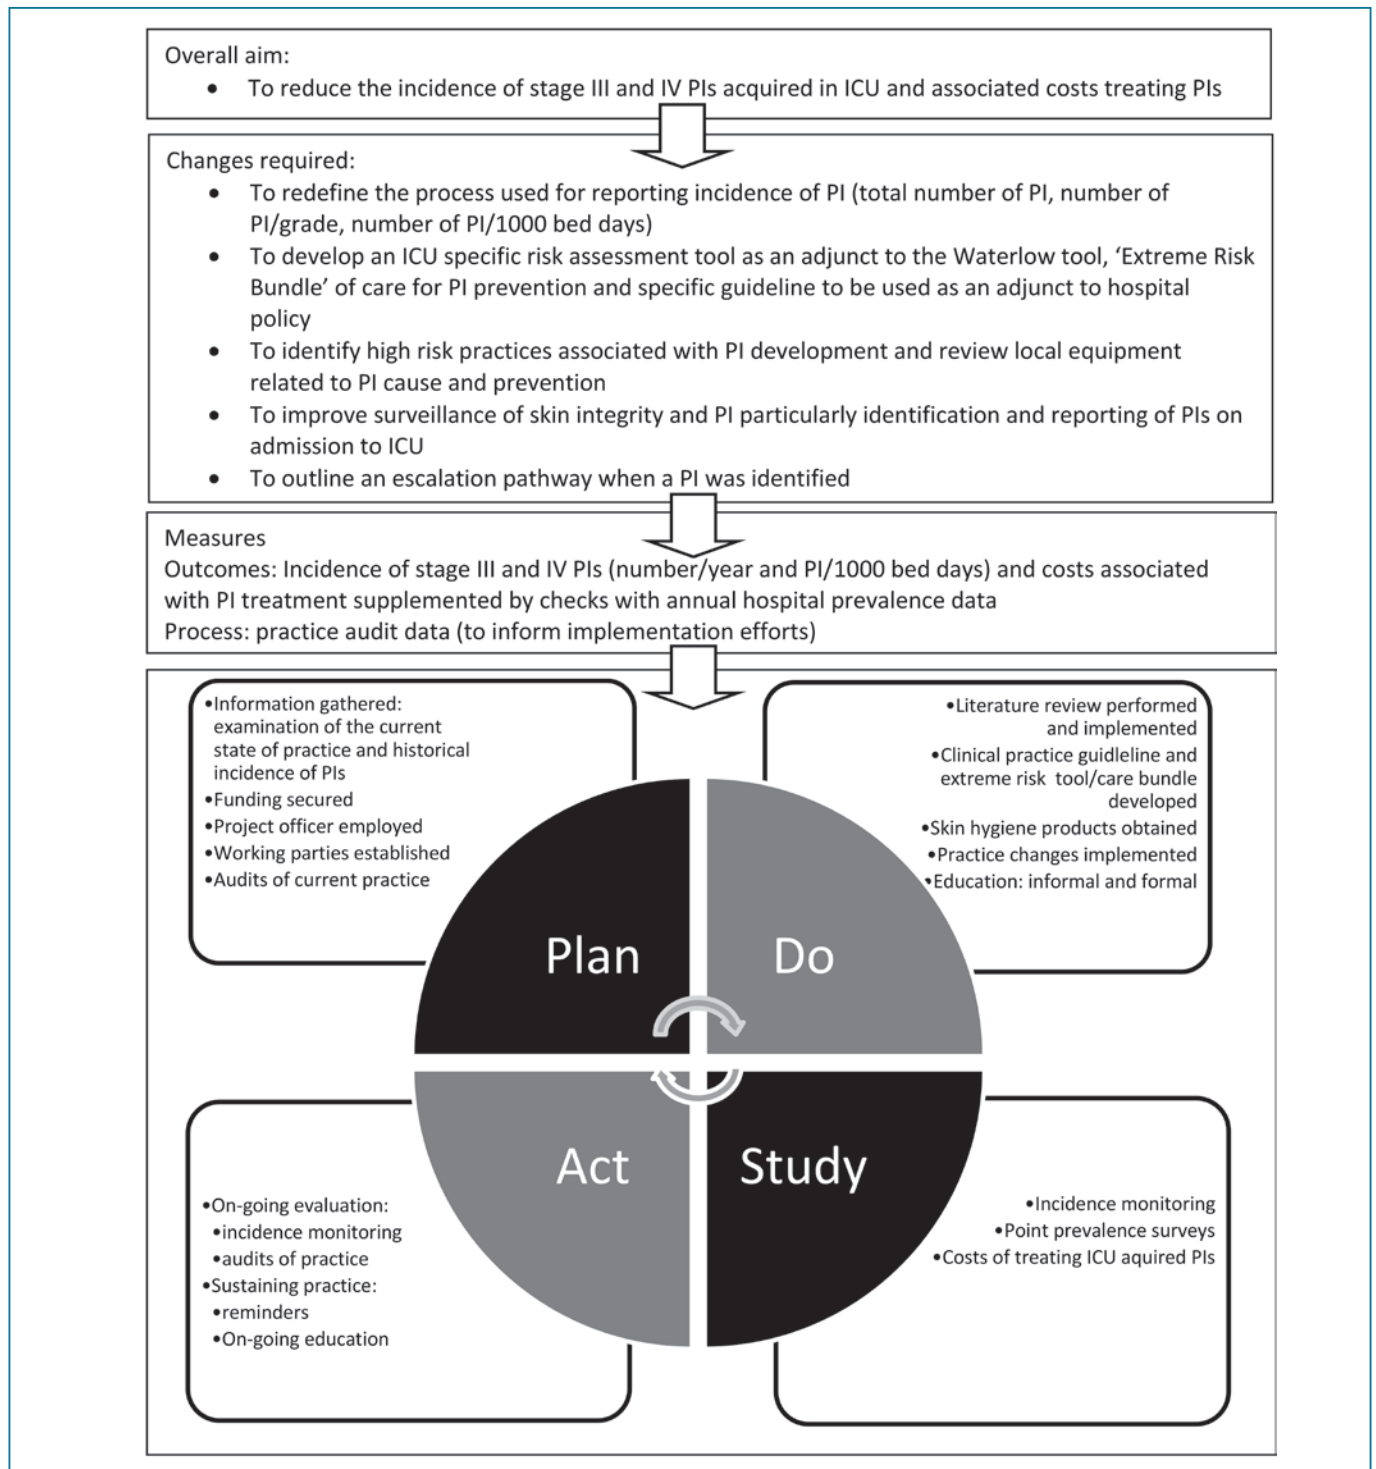 Overall aim:
• To reduce the incidence of stage III and IV PIs acquired in ICU and associated costs treating PIs
Changes required:
• To redefine the process used for reporting incidence of PI (total number of PI, number of
PI/grade, number of PI/1000 bed days)
• To develop an ICU specific risk assessment tool as an adjunct to the Waterlow tool, ‘Extreme Risk
Bundle’ of care for PI prevention and specific guideline to be used as an adjunct to hospital
policy
• To identify high risk practices associated with PI development and review local equipment
related to PI cause and prevention
• To improve surveillance of skin integrity and PI particularly identification and reporting of PIs on
admission to ICU
• To outline an escalation pathway when a PI was identified
Measures
Outcomes: Incidence of stage III and IV PIs (number/year and PI/1000 bed days) and costs associated
with PI treatment supplemented by checks with annual hospital prevalence data
Process: practice audit data (to inform implementation efforts)
•Information gathered:
examination of the current
state of practice and historical
incidence of PIs
•Funding secured
•Project officer employed
•Working parties established
•Audits of current practice
•Literature review performed
and implemented
•Clinical practice guidleline and
extreme risk tool/care bundle
developed
•Skin hygiene products obtained
•Practice changes implemented
•Education: informal and formal
Plan
Do
Act
Study
•On-going evaluation:
•incidence monitoring
•audits of practice
•Sustaining practice:
•reminders
•On-going education
•Incidence monitoring
•Point prevalence surveys
•Costs of treating ICU aquired PIs